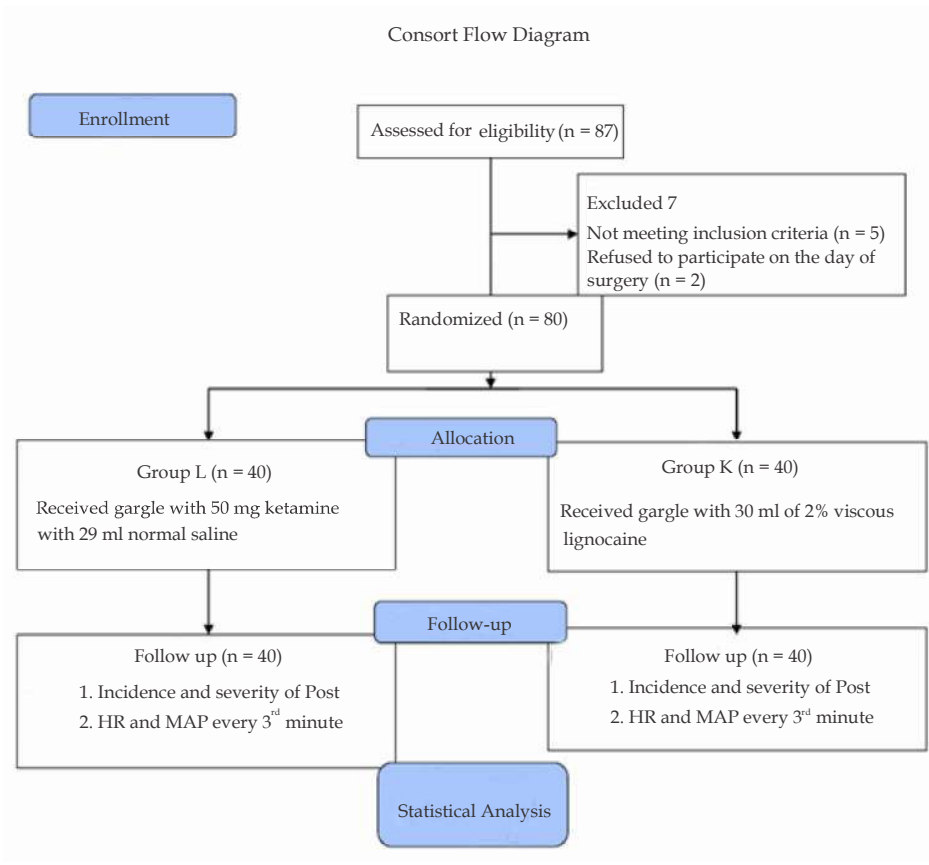 Consort Flow Diagram
Enrollment
Assessed for eligibility (n = 87)
Excluded 7
Not meeting inclusion criteria (n = 5)
Refused to participate on the day of
surgery (n = 2)
Randomized (n = 80)
Allocation
Group L (n = 40)
Received gargle with 50 mg ketamine
with 29 ml normal saline
Group K (n = 40)
Received gargle with 30 ml of 2% viscous
lignocaine
Follow-up
Follow up (n = 40)
1. Incidence and severity of Post
2. HR and MAP every 3rd minute
Follow up (n = 40)
1. Incidence and severity of Post
2. HR and MAP every 3rd minute
Statistical Analysis